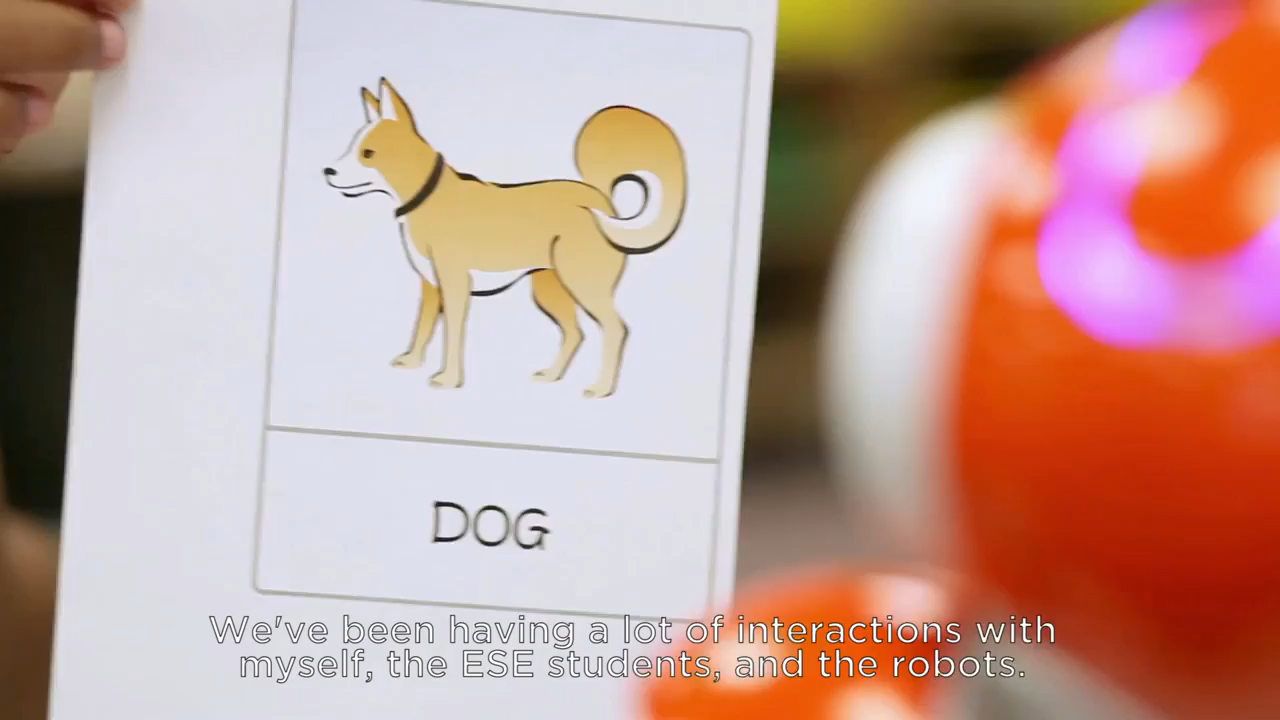 DOG
We've been having a lot of interactions with
myself, the ESE students, and the robots.